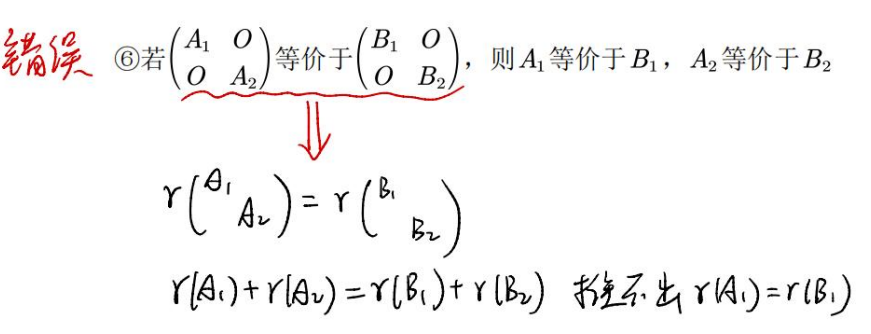 错误 ⑥若(A₁ O
O A₂)等价于(B₁ O
O B₂)，则A₁等价于B₁，A₂等价于B₂
⇓
r(A₁
A₂) = r(B₁
B₂)
r(A₁)+r(A₂)=r(B₁)+r(B₂) 推不出 r(A₁)=r(B₁)